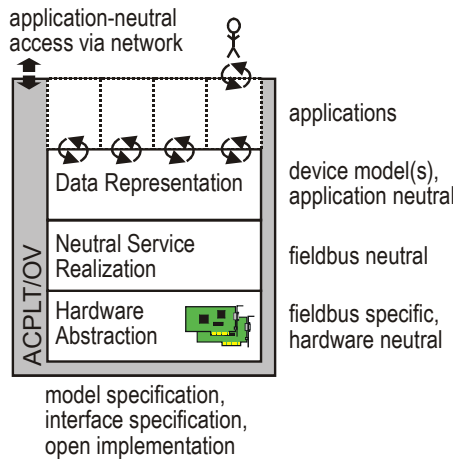 application-neutral
access via network
applications
Data Representation
device model(s),
application neutral
Neutral Service
Realization
fieldbus neutral
Hardware
Abstraction
fieldbus specific,
hardware neutral
ACPLT/OV
model specification,
interface specification,
open implementation